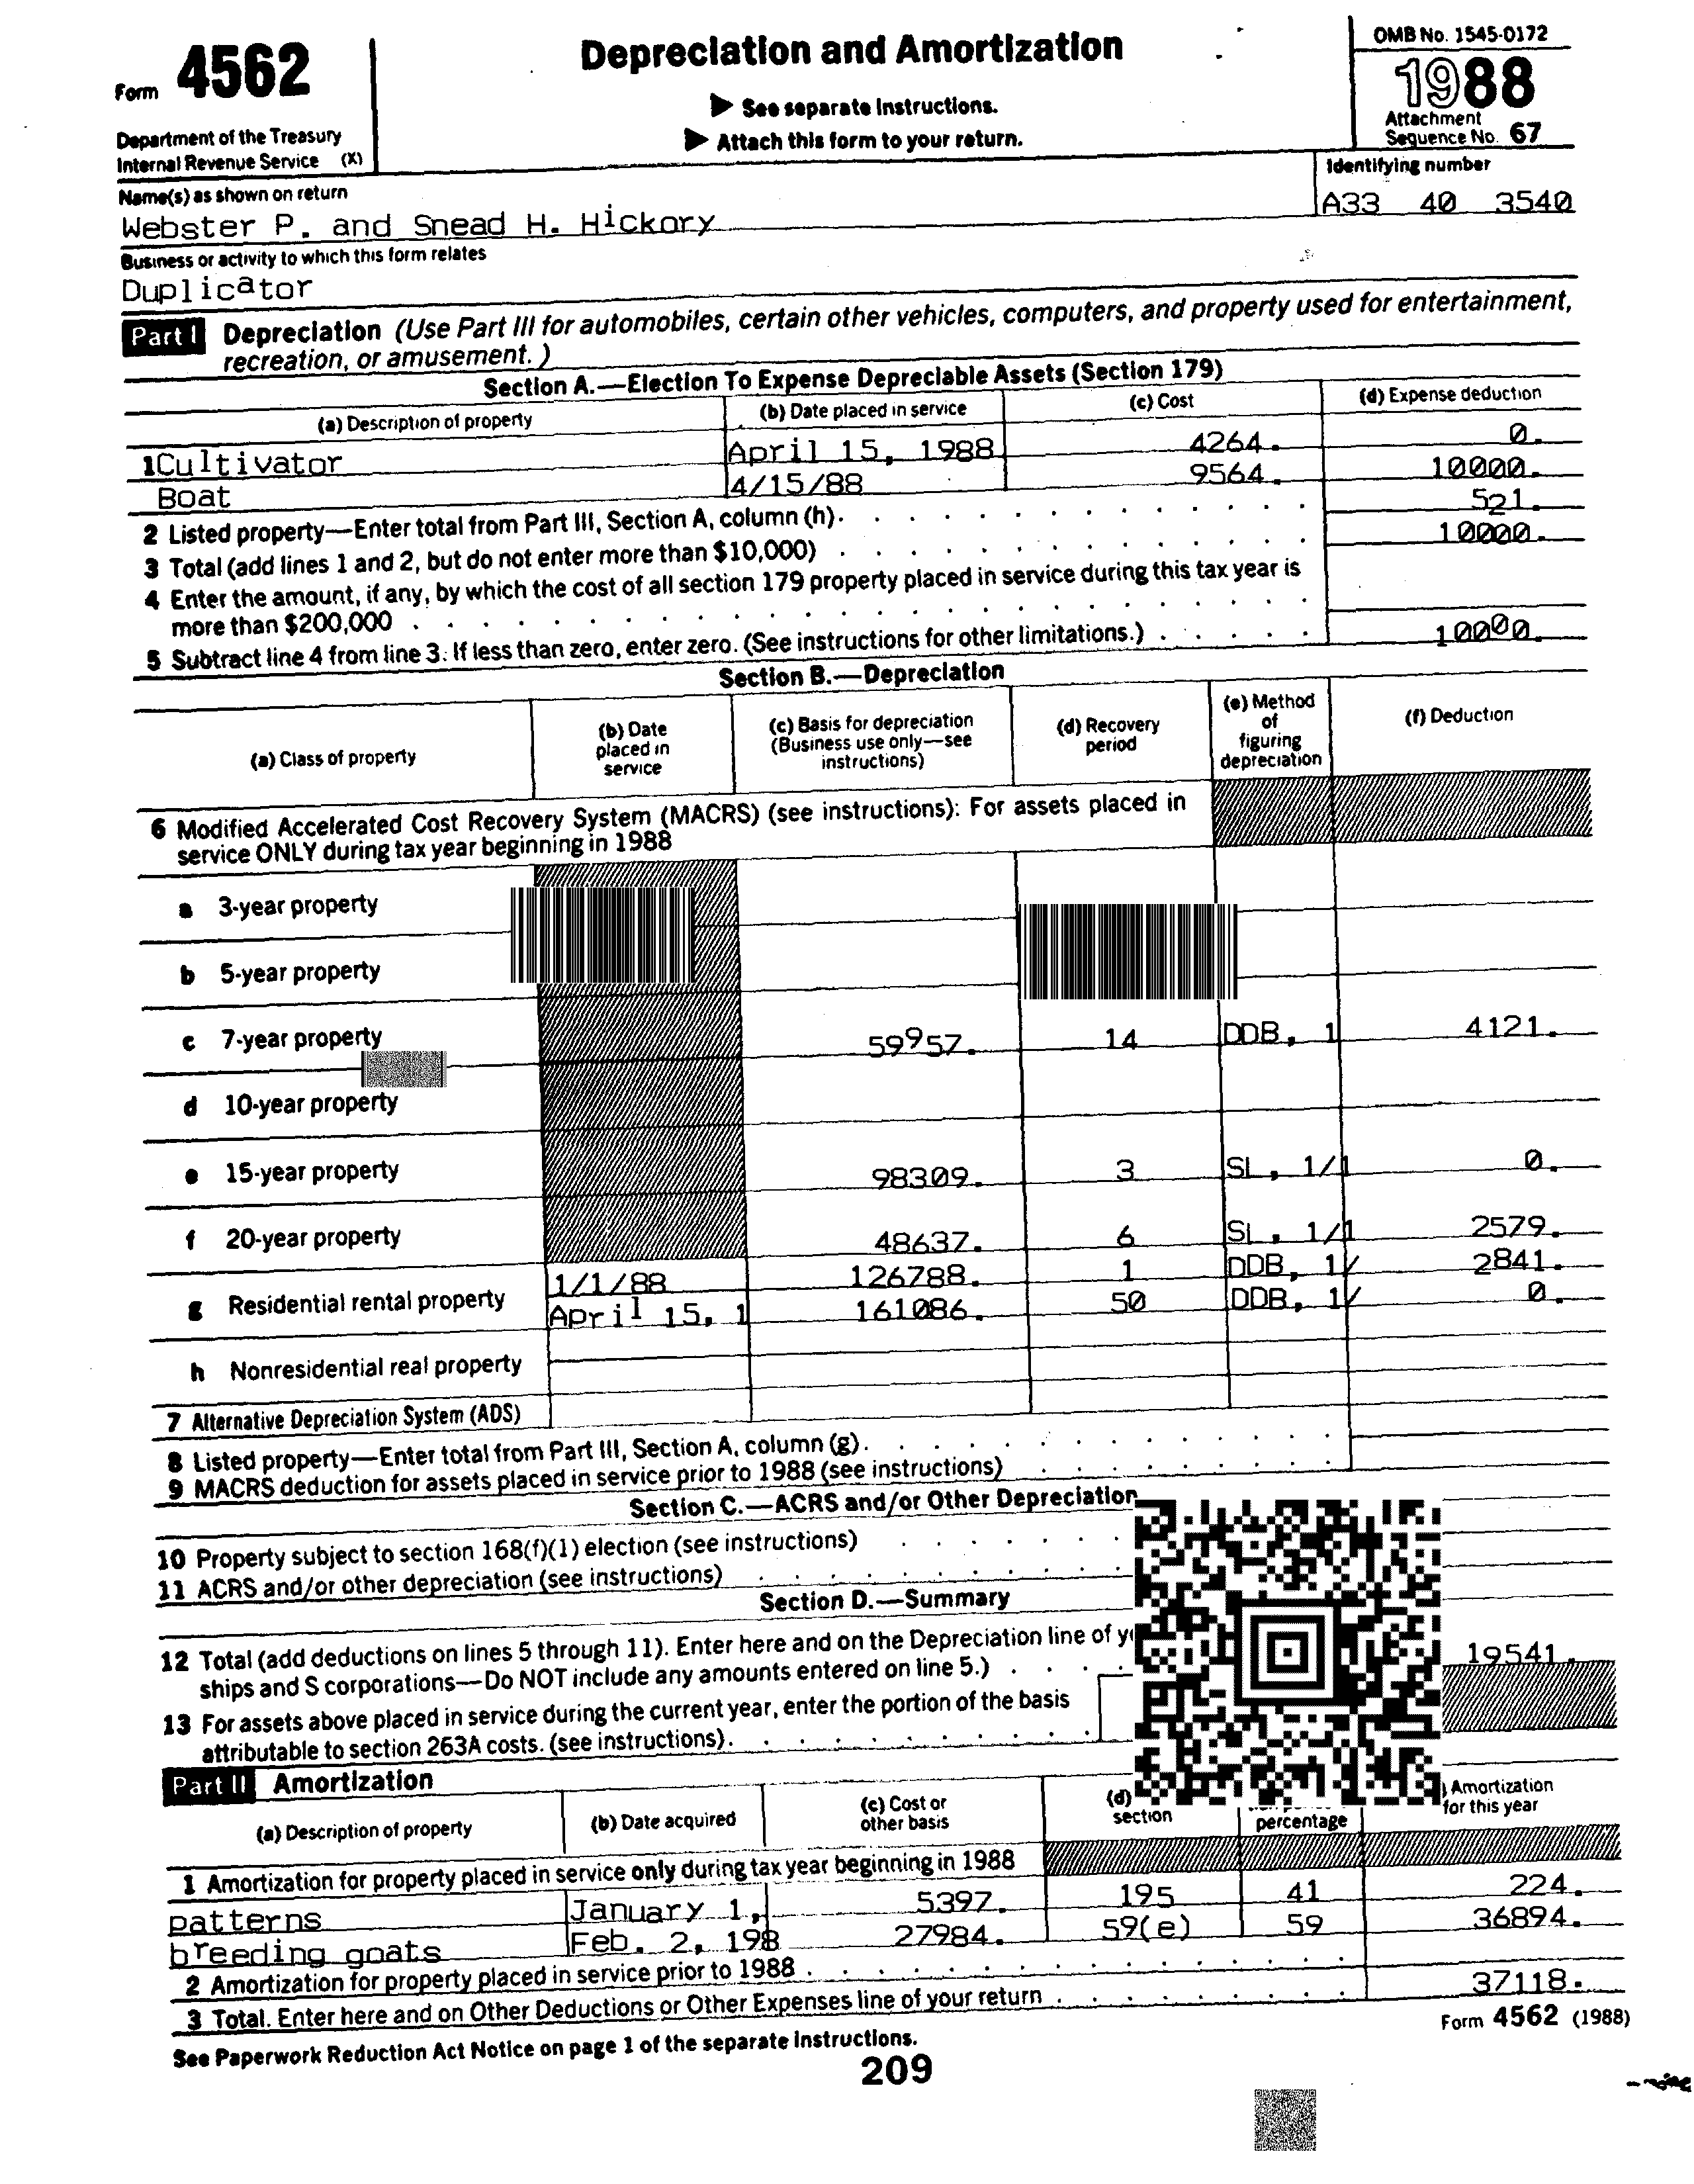 Form 4562
Depreciation and Amortization
OMB No. 1545-0172
1988
▶ See separate Instructions.
▶ Attach this form to your return.
Attachment
Sequence No. 67
Department of the Treasury
Internal Revenue Service (X)
Name(s) as shown on return
Identifying number
Webster P. and Snead H. Hickory
A33 40 3540
Business or activity to which this form relates
Duplicator
Part I Depreciation (Use Part III for automobiles, certain other vehicles, computers, and property used for entertainment,
recreation, or amusement.)
Section A.—Election To Expense Depreciable Assets (Section 179)
(a) Description of property (b) Date placed in service (c) Cost (d) Expense deduction
1 Cultivator April 15, 1988 4264. 0.
Boat 4/15/88 9564. 10000.
2 Listed property—Enter total from Part III, Section A, column (h). 521.
3 Total (add lines 1 and 2, but do not enter more than $10,000) 10000.
4 Enter the amount, if any, by which the cost of all section 179 property placed in service during this tax year is
more than $200,000
5 Subtract line 4 from line 3. If less than zero, enter zero. (See instructions for other limitations.) 10000.
Section B.—Depreciation
(a) Class of property (b) Date placed in service (c) Basis for depreciation (Business use only—see instructions) (d) Recovery period (e) Method of figuring depreciation (f) Deduction
6 Modified Accelerated Cost Recovery System (MACRS) (see instructions): For assets placed in
service ONLY during tax year beginning in 1988
a 3-year property
b 5-year property
c 7-year property 59957. 14 DDB, 1 4121.
d 10-year property
e 15-year property 98309. 3 SL, 1/1 0.
f 20-year property 48637. 6 SL, 1/1 2579.
1/1/88 126788. 1 DDB, 1/ 2841.
g Residential rental property April 15, 1 161086. 50 DDB, 1/ 0.
h Nonresidential real property
7 Alternative Depreciation System (ADS)
8 Listed property—Enter total from Part III, Section A, column (g).
9 MACRS deduction for assets placed in service prior to 1988 (see instructions)
Section C.—ACRS and/or Other Depreciation
10 Property subject to section 168(f)(1) election (see instructions)
11 ACRS and/or other depreciation (see instructions)
Section D.—Summary
12 Total (add deductions on lines 5 through 11). Enter here and on the Depreciation line of
ships and S corporations—Do NOT include any amounts entered on line 5.) 19541.
13 For assets above placed in service during the current year, enter the portion of the basis
attributable to section 263A costs. (see instructions).
Part II Amortization
(a) Description of property (b) Date acquired (c) Cost or other basis (d) section percentage Amortization for this year
1 Amortization for property placed in service only during tax year beginning in 1988
patterns January 1, 5397. 195 41 224.
breeding goats Feb. 2, 198 27984. 59(e) 59 36894.
2 Amortization for property placed in service prior to 1988
3 Total. Enter here and on Other Deductions or Other Expenses line of your return 37118.
See Paperwork Reduction Act Notice on page 1 of the separate instructions.
Form 4562 (1988)
209